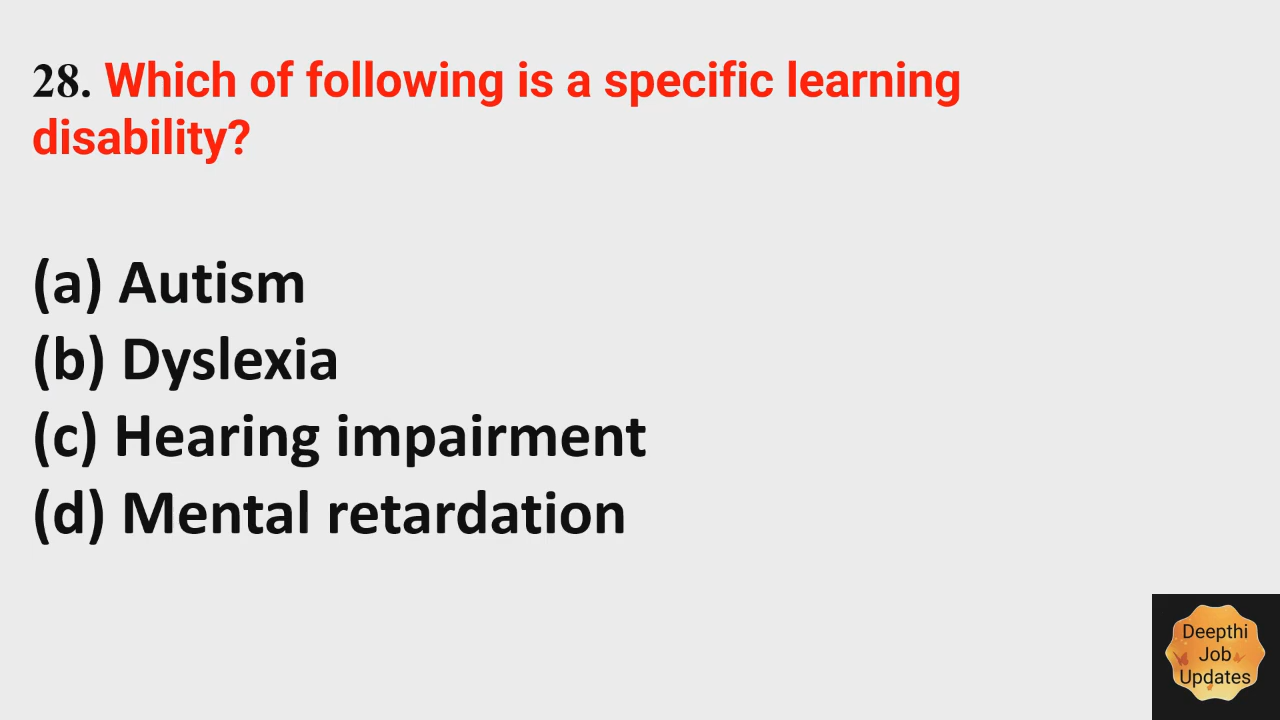 28. Which of following is a specific learning
disability?
(a) Autism
(b) Dyslexia
(c) Hearing impairment
(d) Mental retardation
Deepthi
Job
Updates